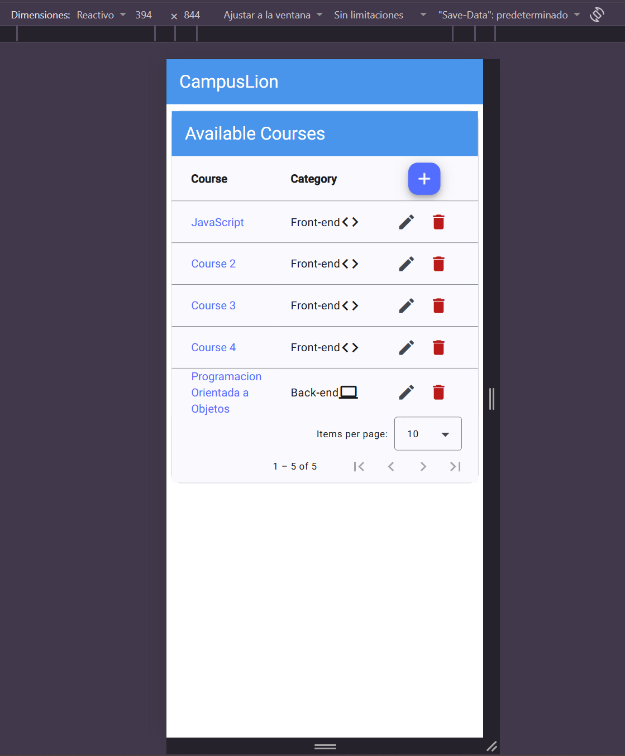 Dimensiones: Reactivo 394 × 844 Ajustar a la ventana Sin limitaciones "Save-Data": predeterminado
CampusLion
Available Courses
Course Category +
JavaScript Front-end
Course 2 Front-end
Course 3 Front-end
Course 4 Front-end
Programacion
Orientada a
Objetos
Back-end
Items per page: 10
1 – 5 of 5